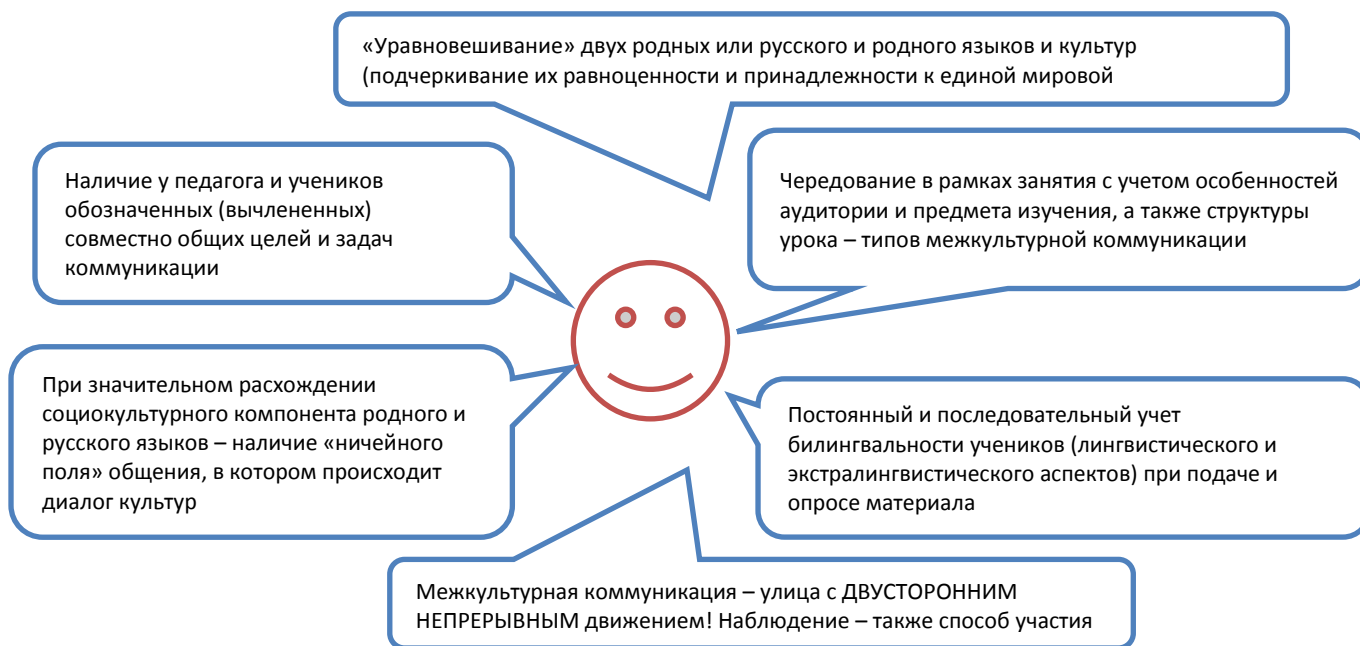 «Уравновешивание» двух родных или русского и родного языков и культур
(подчеркивание их равноценности и принадлежности к единой мировой
Наличие у педагога и учеников
обозначенных (вычлененных)
совместно общих целей и задач
коммуникации
Чередование в рамках занятия с учетом особенностей
аудитории и предмета изучения, а также структуры
урока – типов межкультурной коммуникации
При значительном расхождении
социокультурного компонента родного и
русского языков – наличие «ничейного
поля» общения, в котором происходит
диалог культур
Постоянный и последовательный учет
билингвальности учеников (лингвистического и
экстралингвистического аспектов) при подаче и
опросе материала
Межкультурная коммуникация – улица с ДВУСТОРОННИМ
НЕПРЕРЫВНЫМ движением! Наблюдение – также способ участия